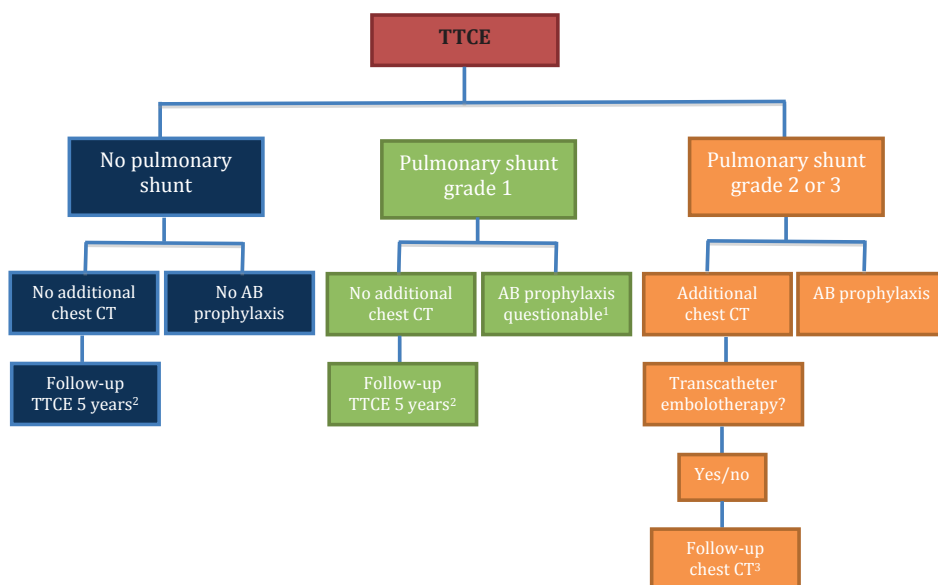 TTCE
No pulmonary
shunt
Pulmonary shunt
grade 1
Pulmonary shunt
grade 2 or 3
No additional
chest CT
No AB
prophylaxis
No additional
chest CT
AB prophylaxis
questionable¹
Additional
chest CT
AB prophylaxis
Follow-up
TTCE 5 years²
Follow-up
TTCE 5 years²
Transcatheter
embolotherapy?
Yes/no
Follow-up
chest CT³